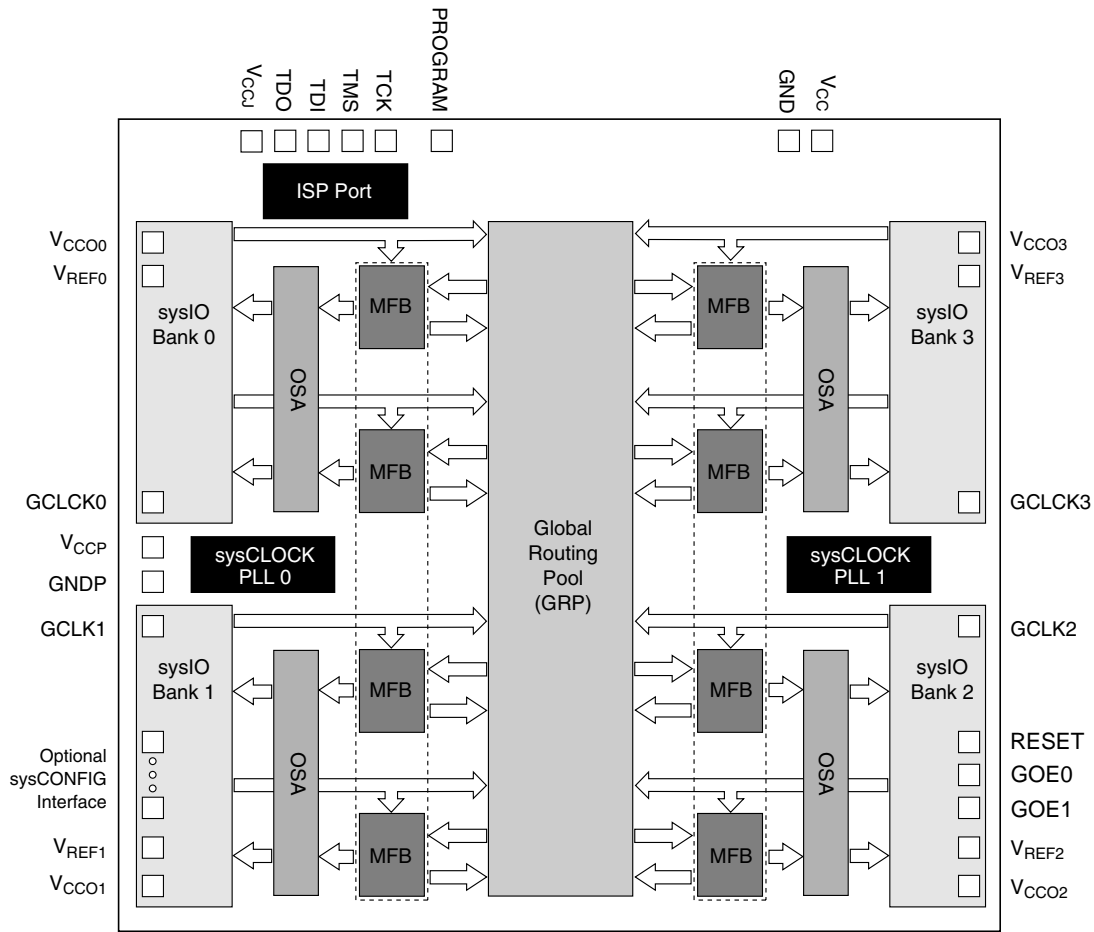 VCCJ
TDO
TDI
TMS
TCK
PROGRAM
GND
VCC
ISP Port
VCCO0
VREF0
sysIO
Bank 0
OSA
MFB
MFB
GCLCK0
VCCP
GNDP
sysCLOCK
PLL 0
GCLK1
sysIO
Bank 1
OSA
MFB
MFB
Optional
sysCONFIG
Interface
VREF1
VCCO1
Global
Routing
Pool
(GRP)
VCCO3
VREF3
sysIO
Bank 3
OSA
MFB
MFB
GCLCK3
sysCLOCK
PLL 1
GCLK2
sysIO
Bank 2
OSA
MFB
MFB
RESET
GOE0
GOE1
VREF2
VCCO2